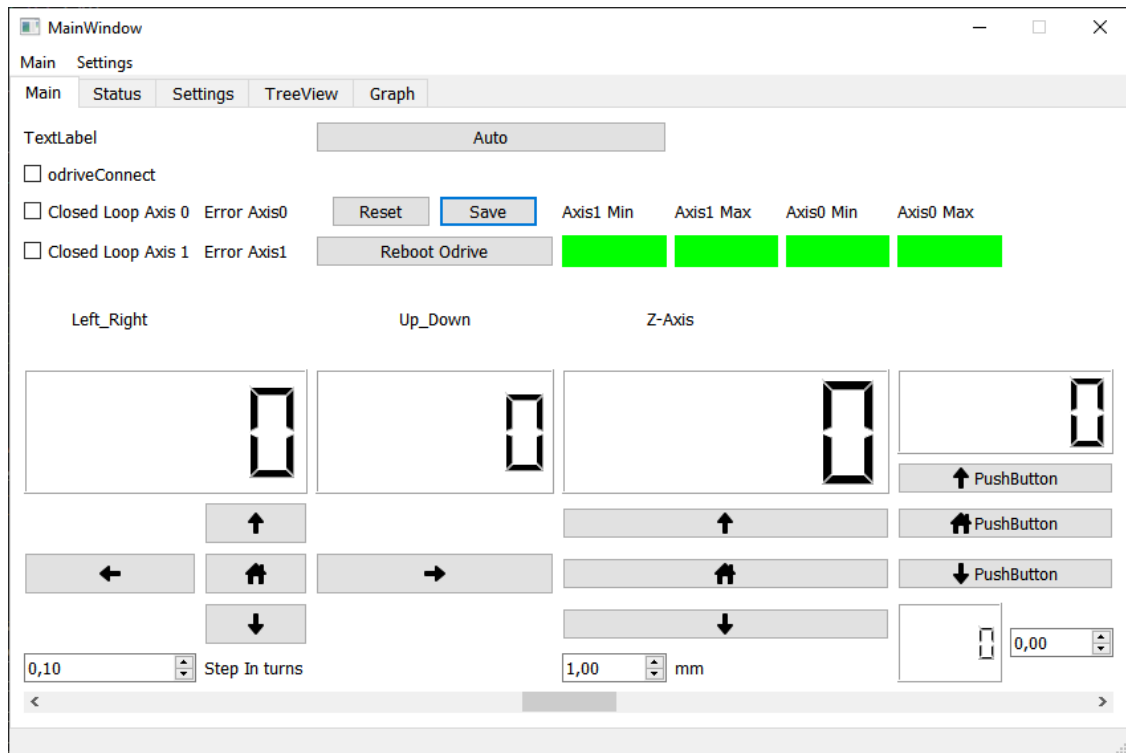 MainWindow
Main Settings
Main Status Settings TreeView Graph
TextLabel Auto
odriveConnect
Closed Loop Axis 0 Error Axis0 Reset Save Axis1 Min Axis1 Max Axis0 Min Axis0 Max
Closed Loop Axis 1 Error Axis1 Reboot Odrive
Left_Right Up_Down Z-Axis
0 0 0 0
PushButton
PushButton
PushButton
0 0,00
0,10 Step In turns 1,00 mm